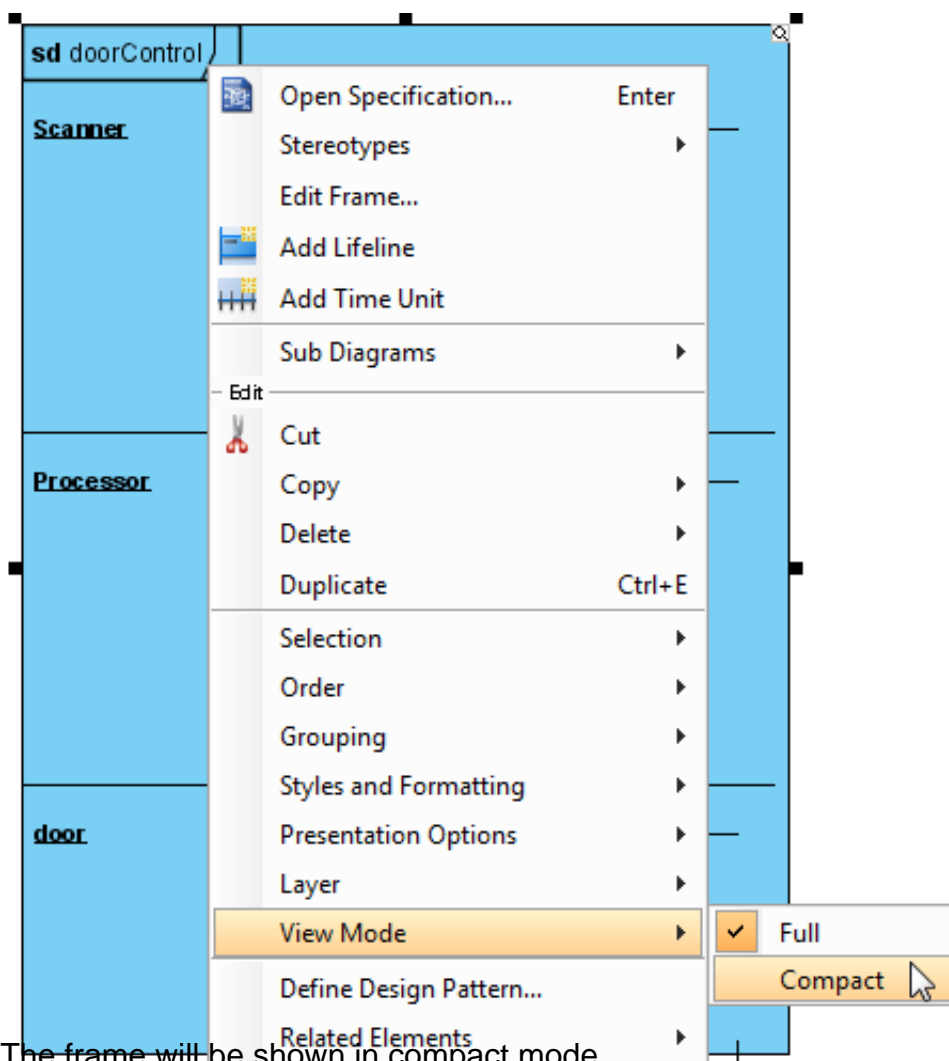 sd doorControl
Open Specification... Enter
Scanner
Stereotypes
Edit Frame...
Add Lifeline
Add Time Unit
Sub Diagrams
Edit
Cut
Processor
Copy
Delete
Duplicate Ctrl+E
Selection
Order
Grouping
Styles and Formatting
door
Presentation Options
Layer
View Mode
Full
Compact
Define Design Pattern...
Related Elements
The frame will be shown in compact mode